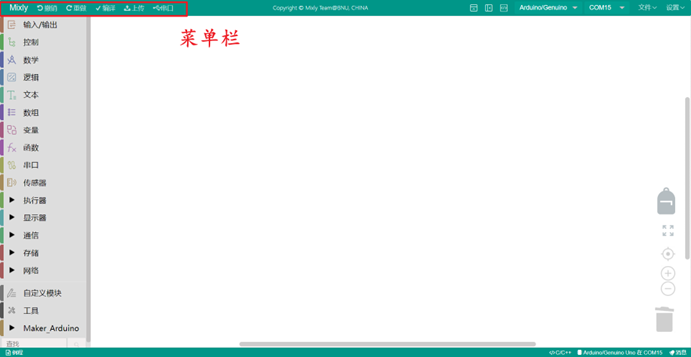 Mixly 撤销 重做 编译 上传 串口 Copyright © Mixly Team@BNU, CHINA Arduino/Genuino COM15 文件 设置
菜单栏
输入/输出
控制
数学
逻辑
文本
数组
变量
函数
串口
传感器
执行器
显示器
通信
存储
网络
自定义模块
工具
Maker_Arduino
查找
例程 C/C++ Arduino/Genuino Uno 在 COM15 消息